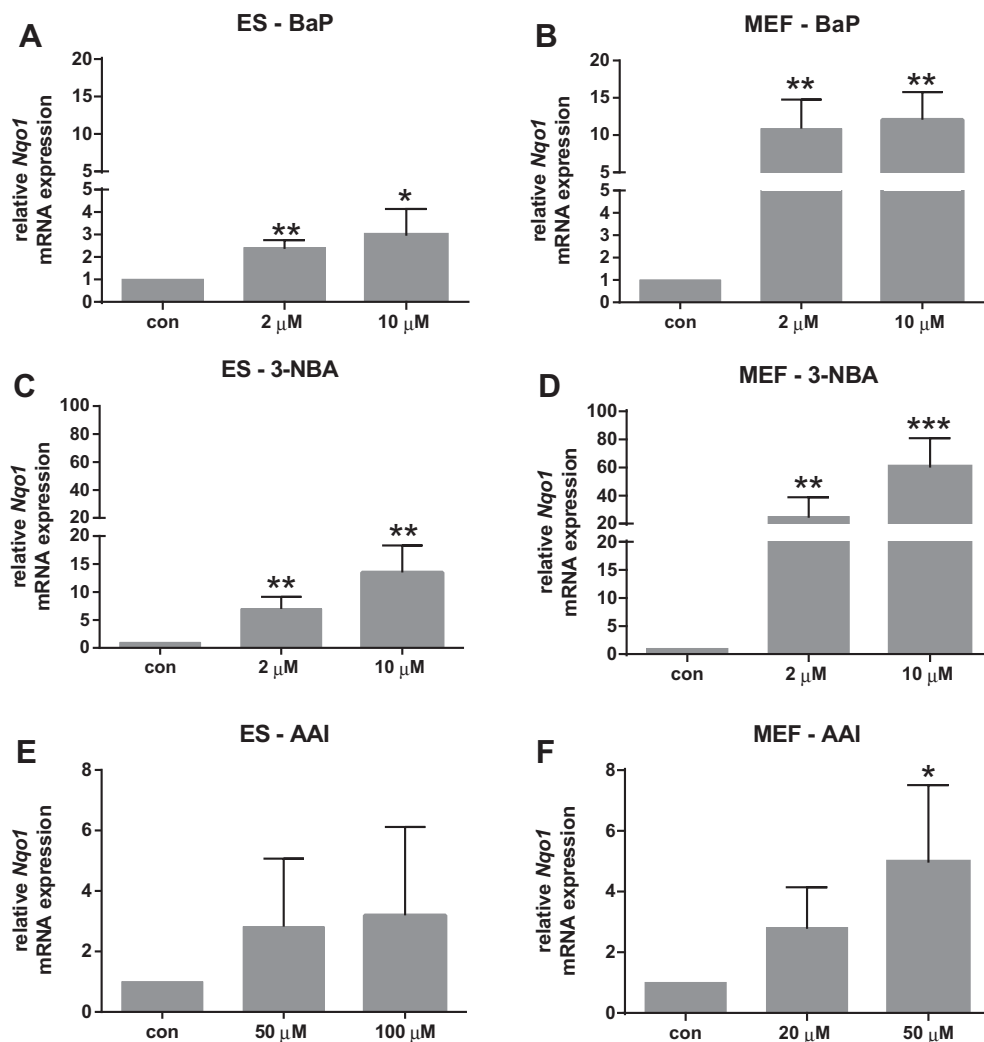 A
ES - BaP
relative Nqo1
mRNA expression
20
15
10
5
5
4
3
2
1
0
**
*
con
2 μM
10 μM
B
MEF - BaP
relative Nqo1
mRNA expression
20
15
10
5
5
4
3
2
1
0
**
**
con
2 μM
10 μM
C
ES - 3-NBA
relative Nqo1
mRNA expression
100
80
60
40
20
20
15
10
5
0
**
**
con
2 μM
10 μM
D
MEF - 3-NBA
relative Nqo1
mRNA expression
100
80
60
40
20
20
15
10
5
0
**
***
con
2 μM
10 μM
E
ES - AAI
relative Nqo1
mRNA expression
8
6
4
2
0
con
50 μM
100 μM
F
MEF - AAI
relative Nqo1
mRNA expression
8
6
4
2
0
*
con
20 μM
50 μM